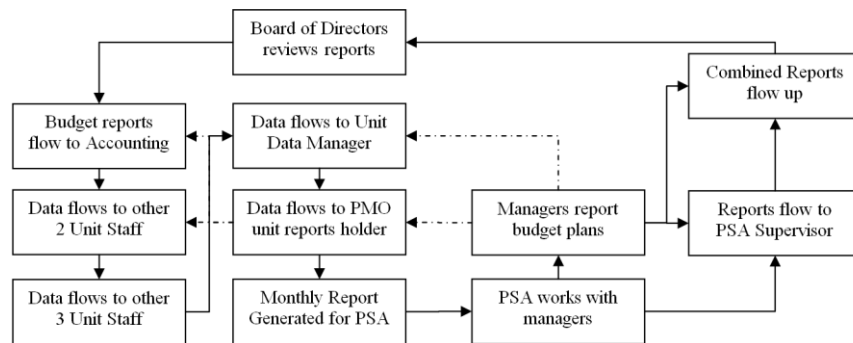 Board of Directors
reviews reports
Combined Reports
flow up
Budget reports
flow to Accounting
Data flows to Unit
Data Manager
Data flows to other
2 Unit Staff
Data flows to PMO
unit reports holder
Managers report
budget plans
Reports flow to
PSA Supervisor
Data flows to other
3 Unit Staff
Monthly Report
Generated for PSA
PSA works with
managers